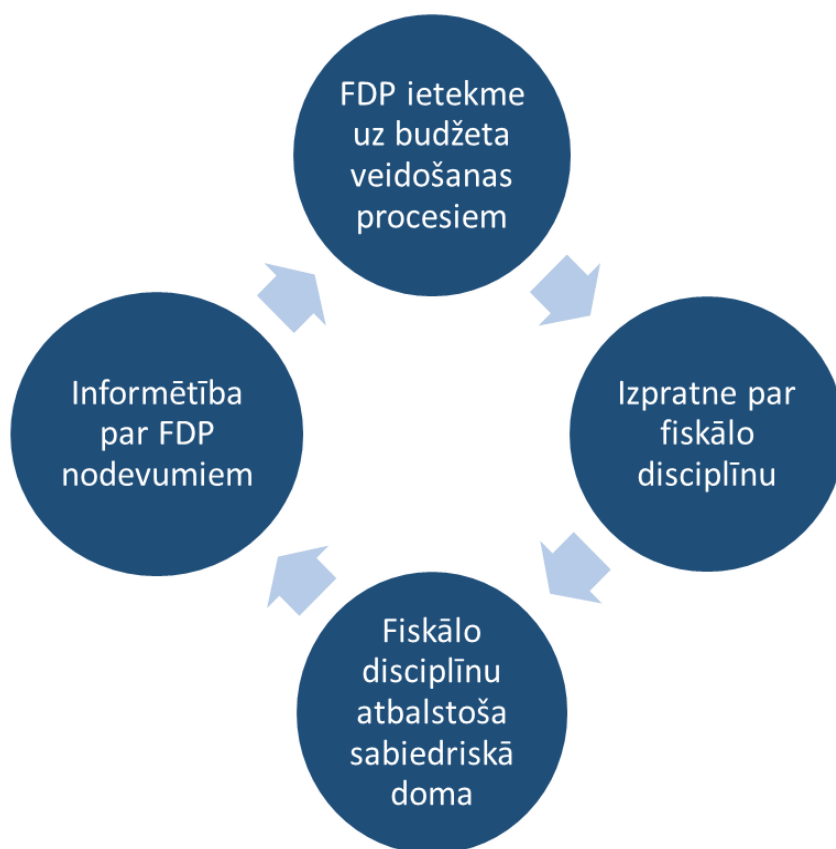 FDP ietekme
uz budžeta
veidošanas
procesiem
Izpratne par
fiskālo
disciplīnu
Fiskālo
disciplīnu
atbalstoša
sabiedriskā
doma
Informētība
par FDP
nodevumiem